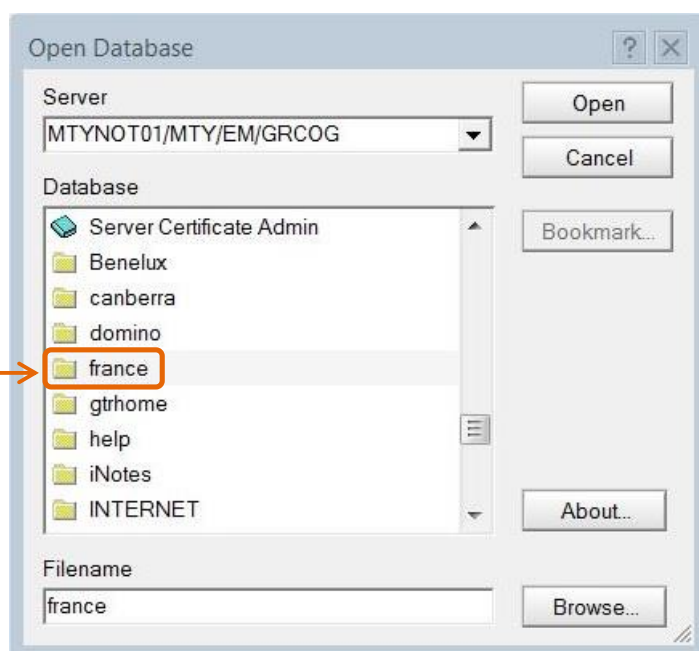 Open Database
?
Server
Open
MTYNOT01/MTY/EM/GRCOG
Cancel
Database
Server Certificate Admin
Bookmark...
Benelux
canberra
domino
france
gtrhome
help
iNotes
INTERNET
About...
Filename
france
Browse...